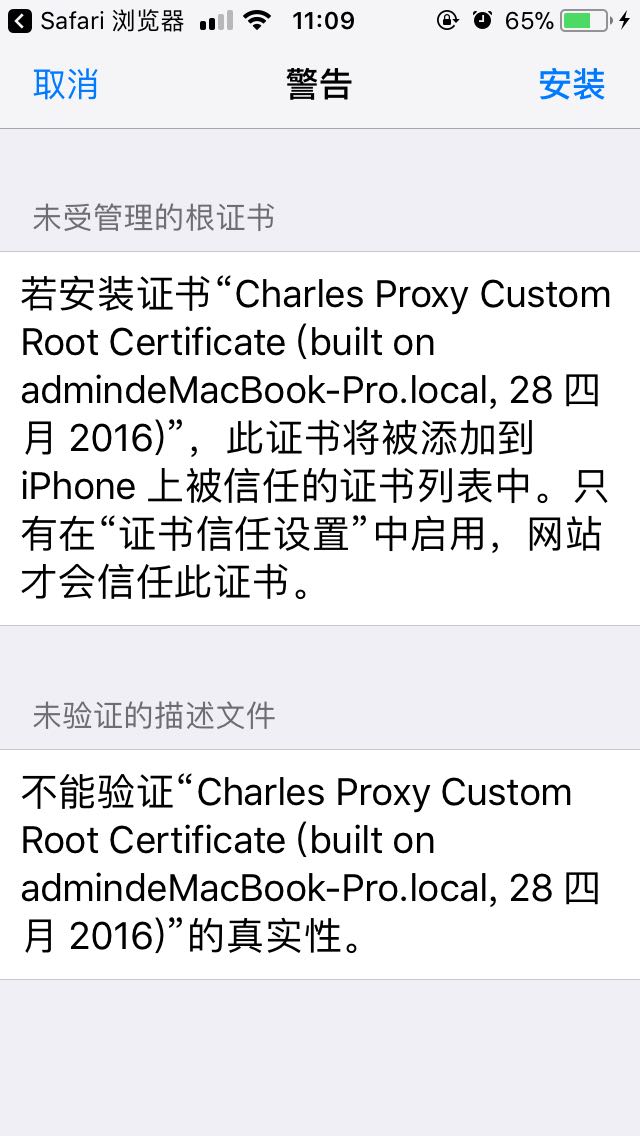 Safari 浏览器 11:09 65%
取消 警告 安装
未受管理的根证书
若安装证书“Charles Proxy Custom
Root Certificate (built on
admindeMacBook-Pro.local, 28 四
月 2016)”，此证书将被添加到
iPhone 上被信任的证书列表中。只
有在“证书信任设置”中启用，网站
才会信任此证书。
未验证的描述文件
不能验证“Charles Proxy Custom
Root Certificate (built on
admindeMacBook-Pro.local, 28 四
月 2016)”的真实性。